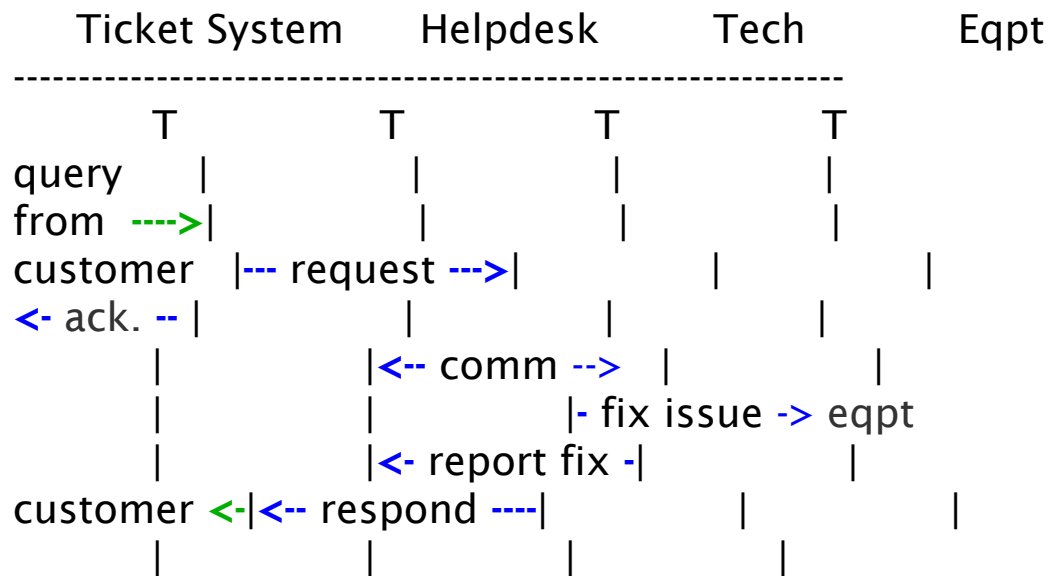 Ticket System Helpdesk Tech Eqpt
----------------------------------------------------------------
T T T T
query | | | |
from ---->| | | |
customer |--- request --->| | |
<- ack. -- | | | |
| |<-- comm --> | |
| | |- fix issue -> eqpt
| |<- report fix -| |
customer <-|<-- respond ----| | |
| | | |